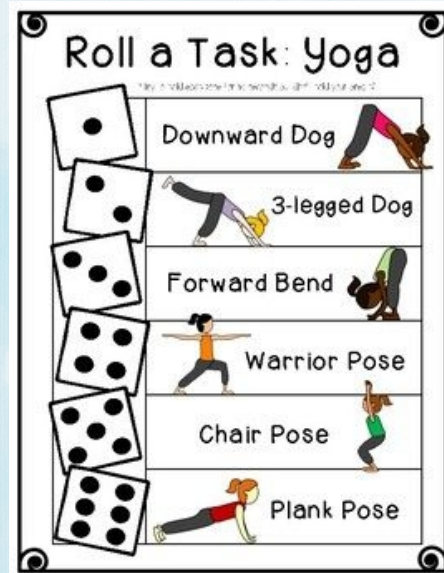 Roll a Task: Yoga
Downward Dog
3-legged Dog
Forward Bend
Warrior Pose
Chair Pose
Plank Pose